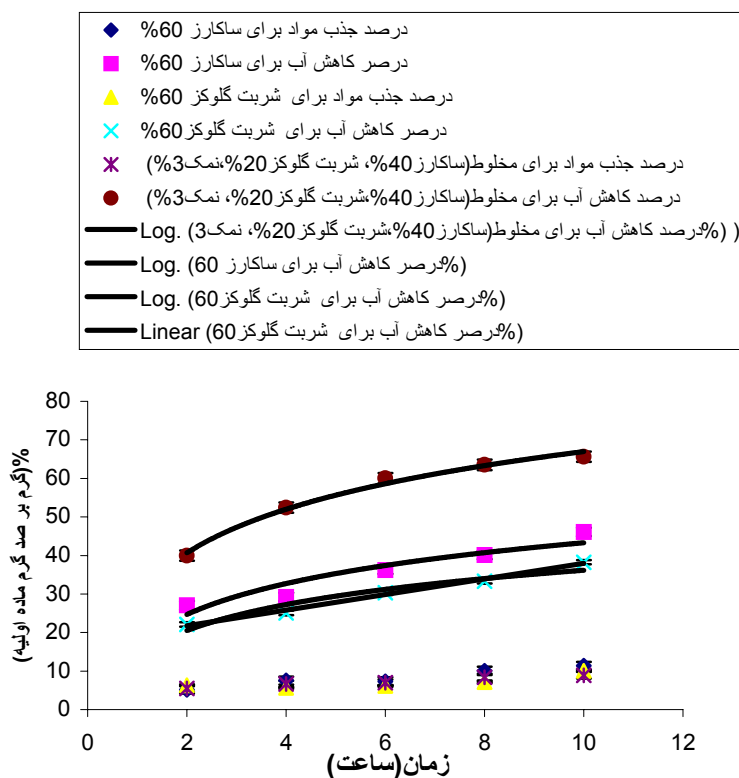 درصد جذب مواد برای ساکارز 60%
درصر کاهش آب برای ساکارز 60%
درصد جذب مواد برای شربت گلوکز 60%
درصر کاهش آب برای شربت گلوکز60%
درصد جذب مواد برای مخلوط(ساکارز40%، شربت گلوکز20%،نمک3%)
درصد کاهش آب برای مخلوط(ساکارز40%،شربت گلوکز20%، نمک3%)
Log. (درصد کاهش آب برای مخلوط(ساکارز40%،شربت گلوکز20%، نمک3%) )
Log. (درصر کاهش آب برای ساکارز 60%)
Log. (درصر کاهش آب برای شربت گلوکز60%)
Linear (درصر کاهش آب برای شربت گلوکز60%)
%(گرم بر صد گرم ماده اولیه)
80
70
60
50
40
30
20
10
0
0 2 4 6 8 10 12
زمان(ساعت)